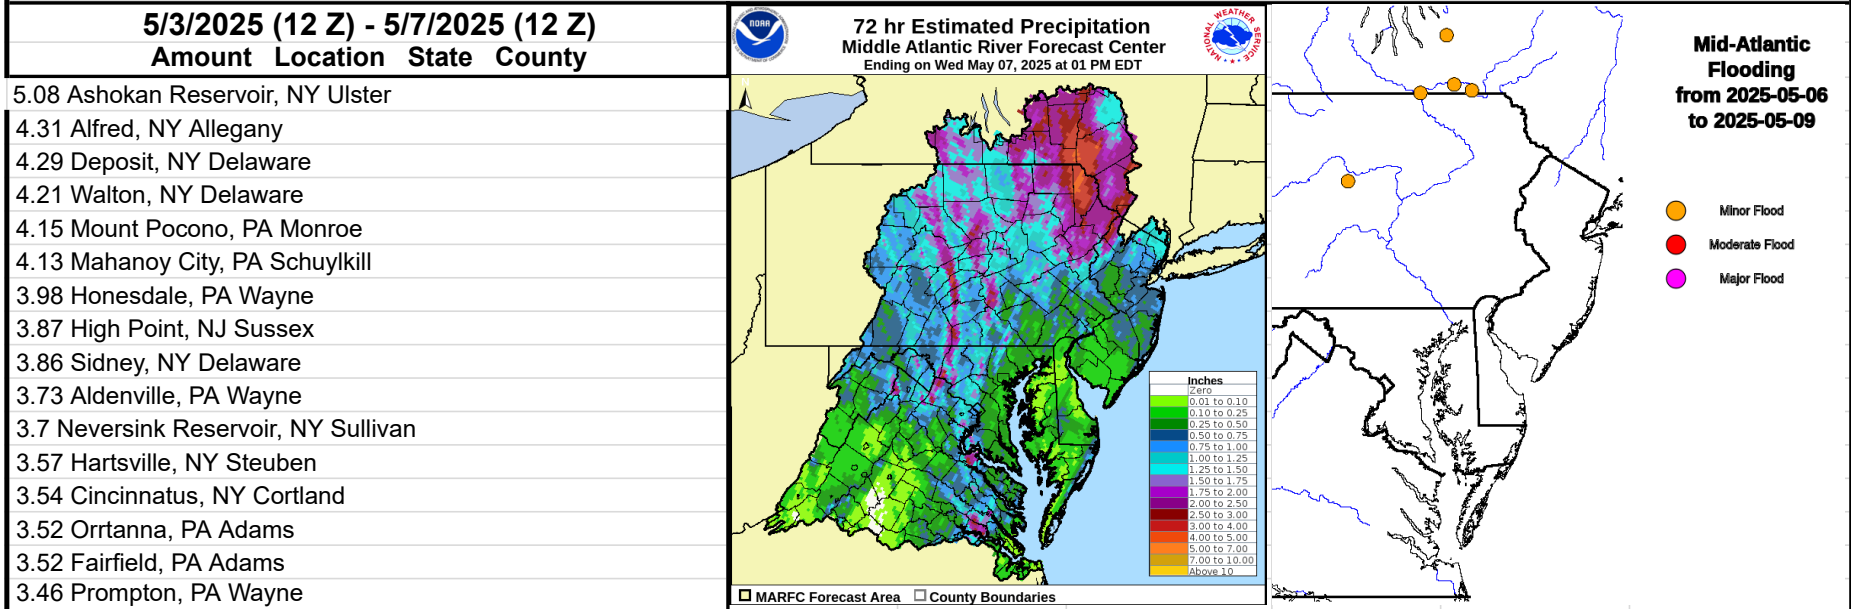 5/3/2025 (12 Z) - 5/7/2025 (12 Z)
Amount Location State County
5.08 Ashokan Reservoir, NY Ulster
4.31 Alfred, NY Allegany
4.29 Deposit, NY Delaware
4.21 Walton, NY Delaware
4.15 Mount Pocono, PA Monroe
4.13 Mahanoy City, PA Schuylkill
3.98 Honesdale, PA Wayne
3.87 High Point, NJ Sussex
3.86 Sidney, NY Delaware
3.73 Aldenville, PA Wayne
3.7 Neversink Reservoir, NY Sullivan
3.57 Hartsville, NY Steuben
3.54 Cincinnatus, NY Cortland
3.52 Orrtanna, PA Adams
3.52 Fairfield, PA Adams
3.46 Prompton, PA Wayne
NOAA
72 hr Estimated Precipitation
Middle Atlantic River Forecast Center
Ending on Wed May 07, 2025 at 01 PM EDT
NATIONAL WEATHER SERVICE
Inches
Zero
0.01 to 0.10
0.10 to 0.25
0.25 to 0.50
0.50 to 0.75
0.75 to 1.00
1.00 to 1.25
1.25 to 1.50
1.50 to 1.75
1.75 to 2.00
2.00 to 2.50
2.50 to 3.00
3.00 to 4.00
4.00 to 5.00
5.00 to 7.00
7.00 to 10.00
Above 10
MARFC Forecast Area
County Boundaries
Mid-Atlantic
Flooding
from 2025-05-06
to 2025-05-09
Minor Flood
Moderate Flood
Major Flood